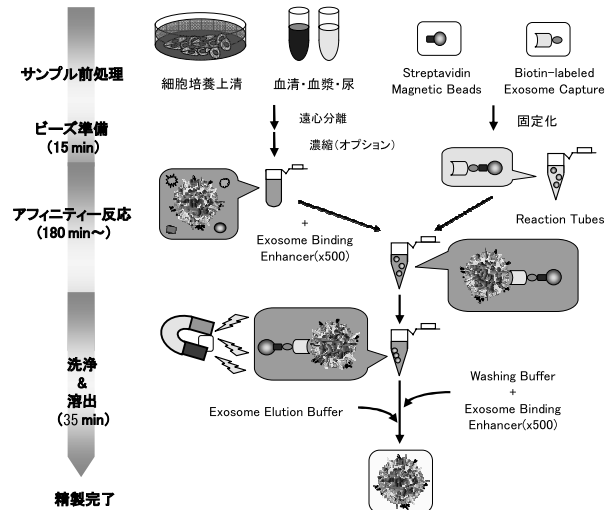 サンプル前処理
細胞培養上清
血清・血漿・尿
Streptavidin
Magnetic Beads
Biotin-labeled
Exosome Capture
ビーズ準備
(15 min)
遠心分離
濃縮(オプション)
固定化
アフィニティー反応
(180 min～)
+
Exosome Binding
Enhancer(x500)
Reaction Tubes
洗浄
&
溶出
(35 min)
Exosome Elution Buffer
Washing Buffer
+
Exosome Binding
Enhancer(x500)
精製完了